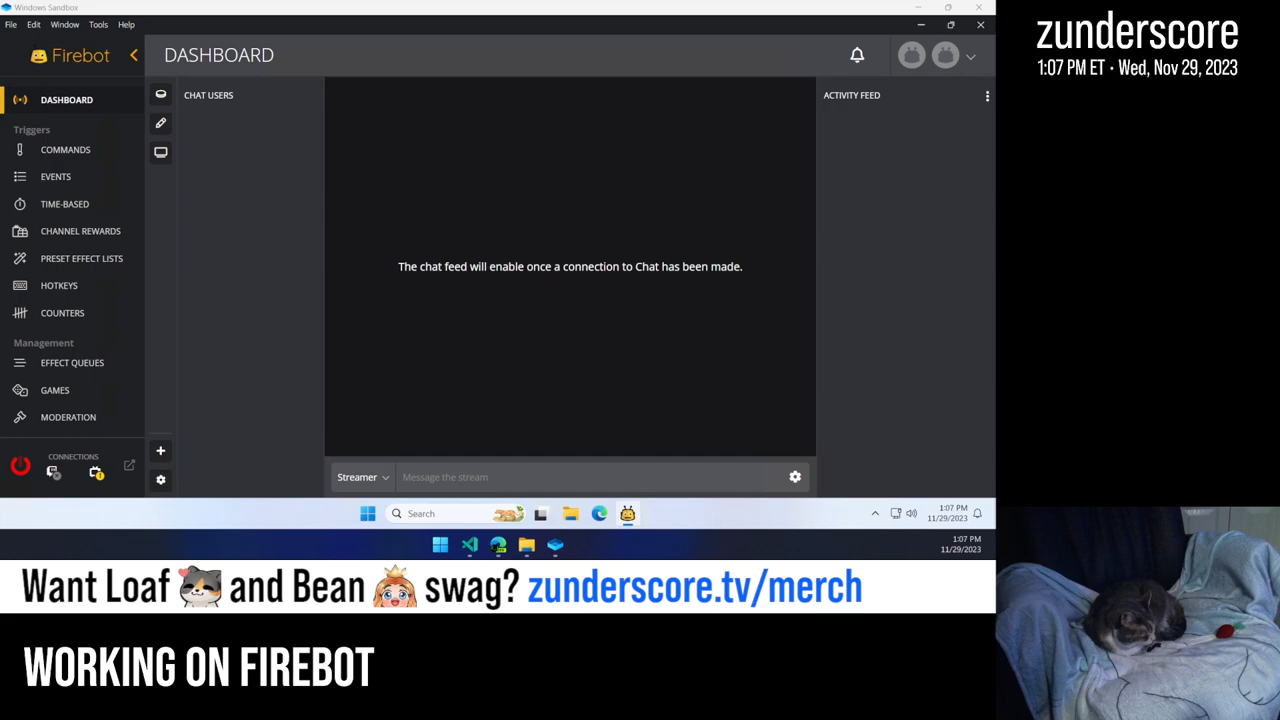 Windows Sandbox
File Edit Window Tools Help
Firebot
DASHBOARD
DASHBOARD
Triggers
COMMANDS
EVENTS
TIME-BASED
CHANNEL REWARDS
PRESET EFFECT LISTS
HOTKEYS
COUNTERS
Management
EFFECT QUEUES
GAMES
MODERATION
CONNECTIONS
CHAT USERS
The chat feed will enable once a connection to Chat has been made.
Streamer
Message the stream
ACTIVITY FEED
Search
1:07 PM
11/29/2023
1:07 PM
11/29/2023
zunderscore
1:07 PM ET • Wed, Nov 29, 2023
Want Loaf and Bean swag? zunderscore.tv/merch
WORKING ON FIREBOT